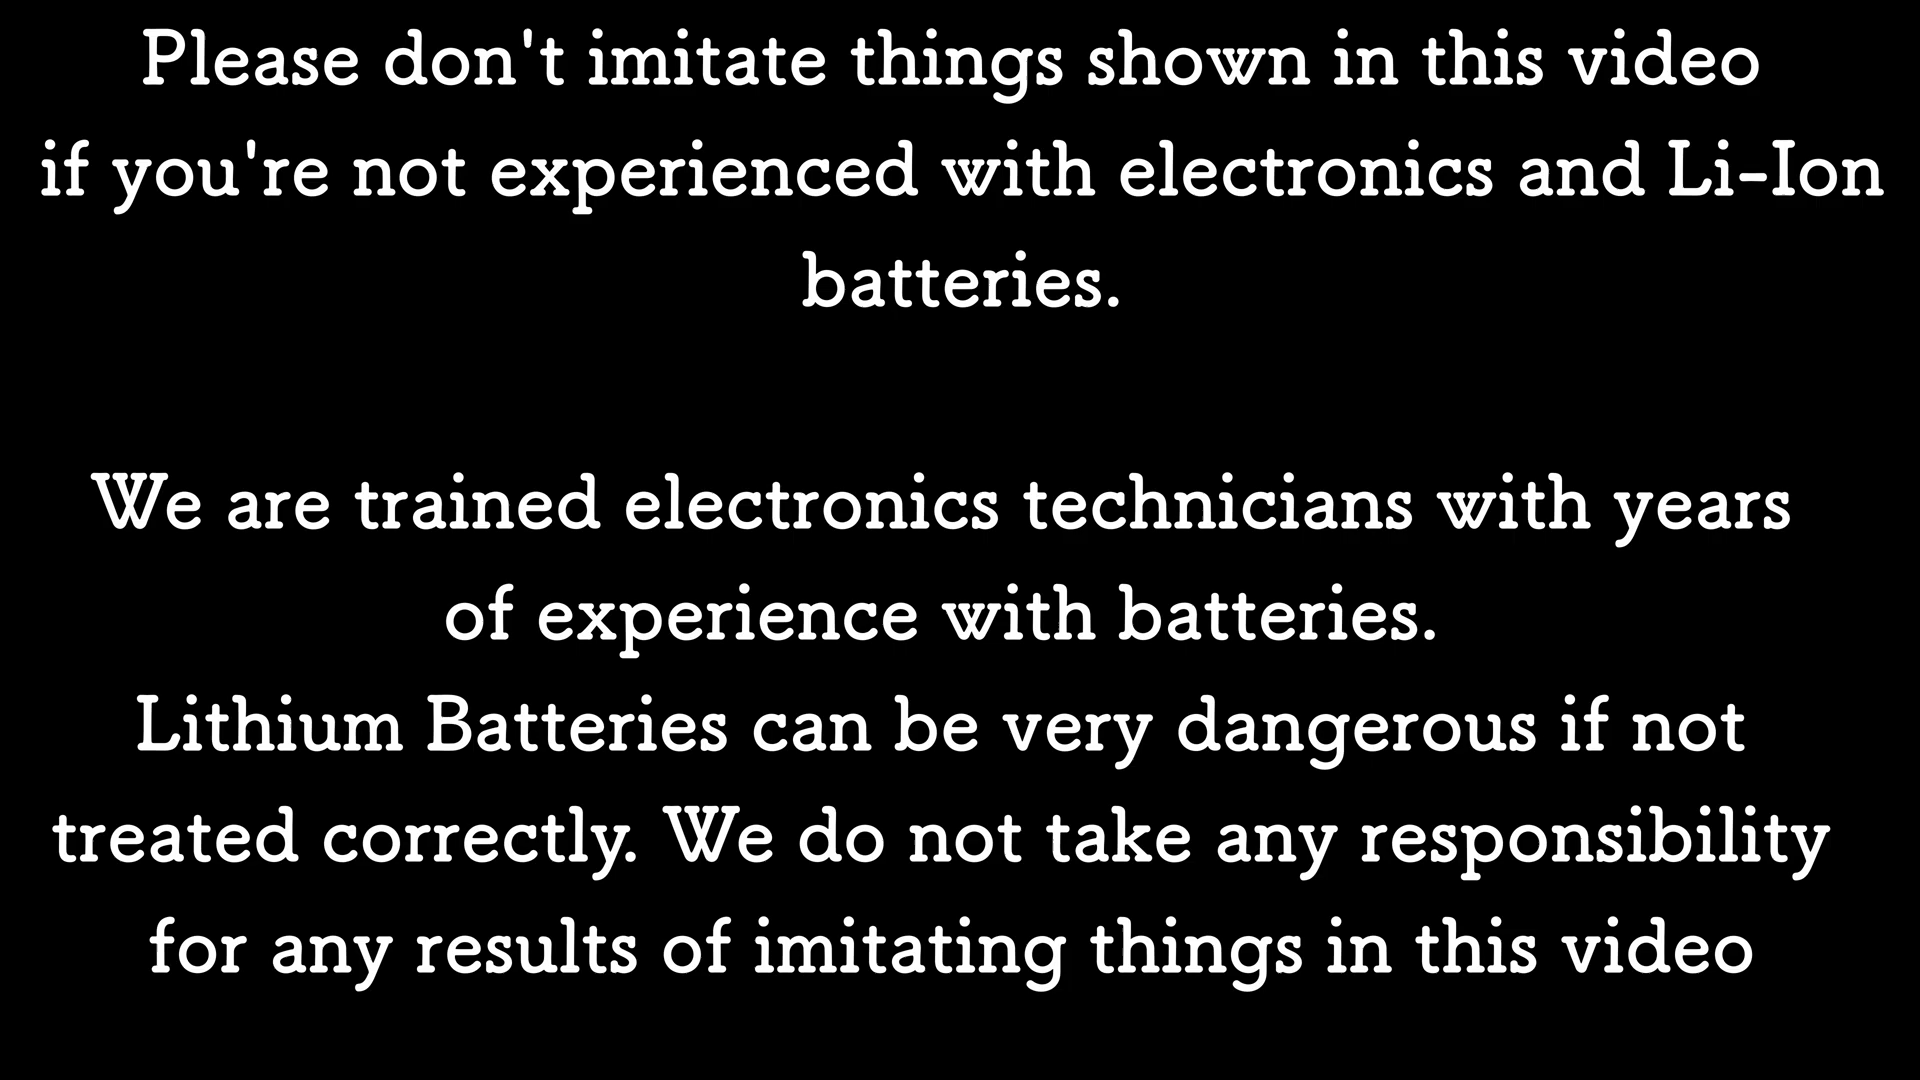 Please don't imitate things shown in this video
if you're not experienced with electronics and Li-Ion
batteries.
We are trained electronics technicians with years
of experience with batteries.
Lithium Batteries can be very dangerous if not
treated correctly. We do not take any responsibility
for any results of imitating things in this video